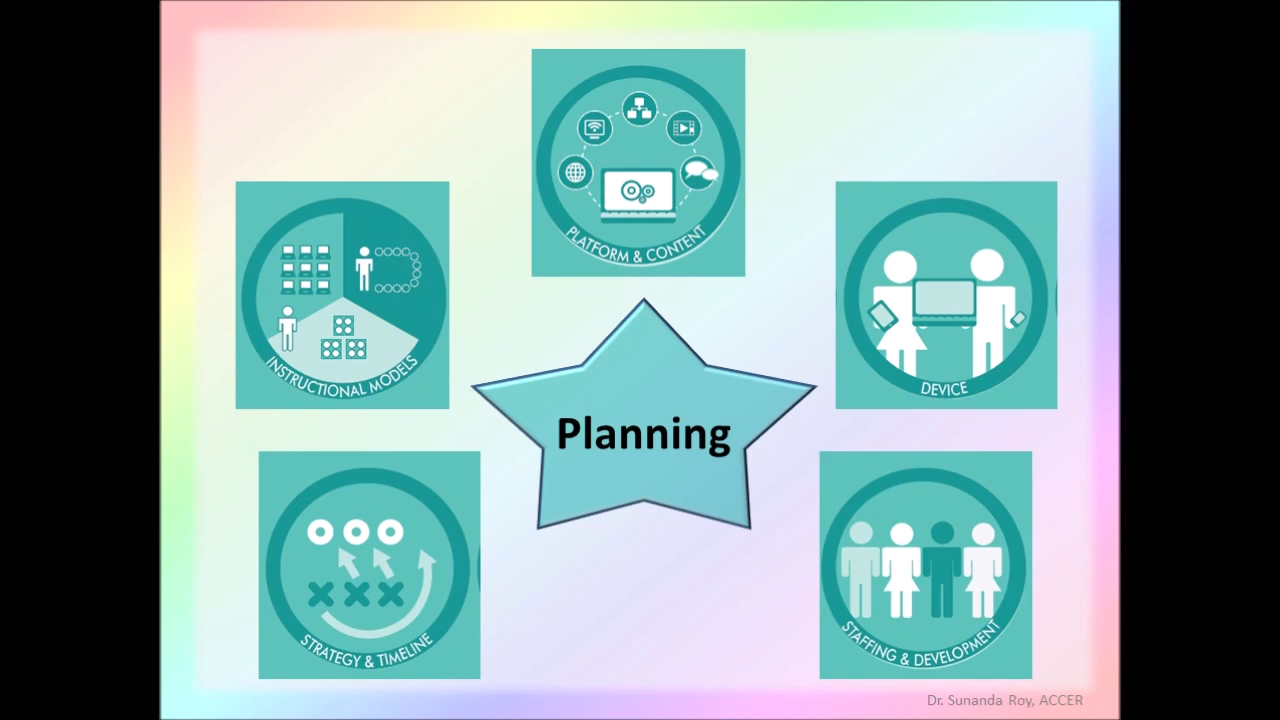 PLATFORM & CONTENT
INSTRUCTIONAL MODELS
DEVICE
Planning
STRATEGY & TIMELINE
STAFFING & DEVELOPMENT
Dr. Sunanda Roy, ACCER